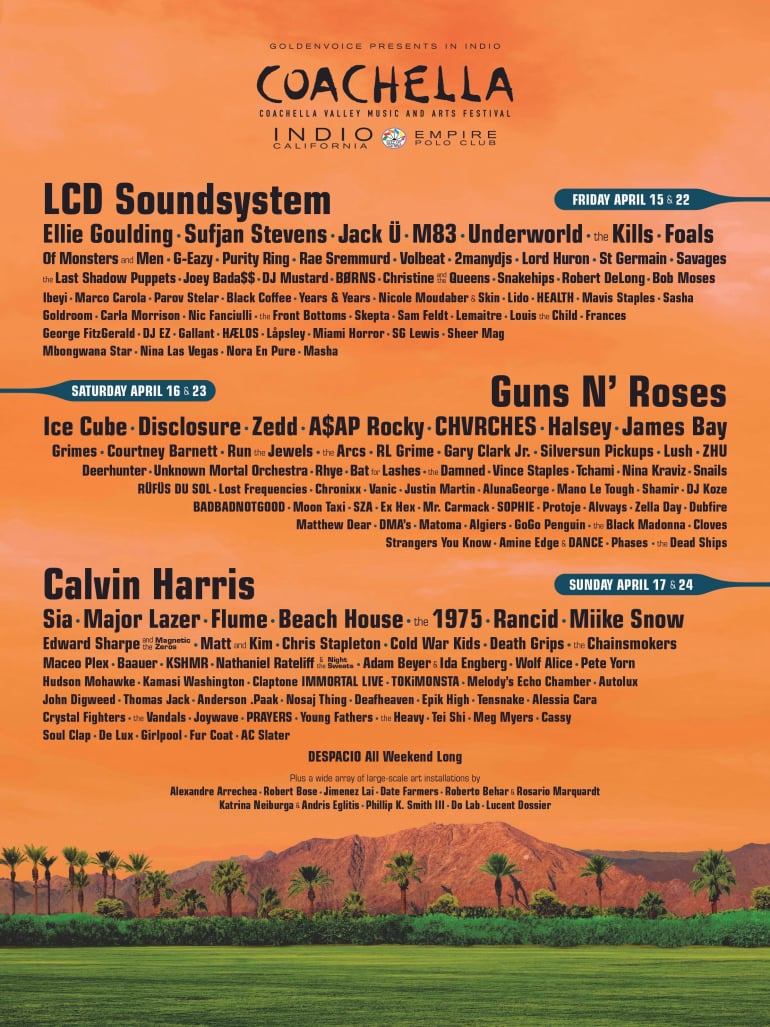 GOLDENVOICE PRESENTS IN INDIO
COACHELLA
COACHELLA VALLEY MUSIC AND ARTS FESTIVAL
INDIO CALIFORNIA EMPIRE POLO CLUB
LCD Soundsystem
FRIDAY APRIL 15 & 22
Ellie Goulding · Sufjan Stevens · Jack Ü · M83 · Underworld · the Kills · Foals
Of Monsters and Men · G-Eazy · Purity Ring · Rae Sremmurd · Volbeat · 2manydjs · Lord Huron · St Germain · Savages
the Last Shadow Puppets · Joey Bada$$ · DJ Mustard · BØRNS · Christine and the Queens · Snakehips · Robert DeLong · Bob Moses
Ibeyi · Marco Carola · Parov Stelar · Black Coffee · Years & Years · Nicole Moudaber & Skin · Lido · HEALTH · Mavis Staples · Sasha
Goldroom · Carla Morrison · Nic Fanciulli · the Front Bottoms · Skepta · Sam Feldt · Lemaitre · Louis the Child · Frances
George FitzGerald · DJ EZ · Gallant · HÆLOS · Låpsley · Miami Horror · SG Lewis · Sheer Mag
Mbongwana Star · Nina Las Vegas · Nora En Pure · Masha
SATURDAY APRIL 16 & 23
Guns N' Roses
Ice Cube · Disclosure · Zedd · A$AP Rocky · CHVRCHES · Halsey · James Bay
Grimes · Courtney Barnett · Run the Jewels · the Arcs · RL Grime · Gary Clark Jr. · Silversun Pickups · Lush · ZHU
Deerhunter · Unknown Mortal Orchestra · Rhye · Bat for Lashes · the Damned · Vince Staples · Tchami · Nina Kraviz · Snails
RÜFÜS DU SOL · Lost Frequencies · Chronixx · Vanic · Justin Martin · AlunaGeorge · Mano Le Tough · Shamir · DJ Koze
BADBADNOTGOOD · Moon Taxi · SZA · Ex Hex · Mr. Carmack · SOPHIE · Protoje · Alvvays · Zella Day · Dubfire
Matthew Dear · DMA's · Matoma · Algiers · GoGo Penguin · the Black Madonna · Cloves
Strangers You Know · Amine Edge & DANCE · Phases · the Dead Ships
Calvin Harris
SUNDAY APRIL 17 & 24
Sia · Major Lazer · Flume · Beach House · the 1975 · Rancid · Miike Snow
Edward Sharpe and the Magnetic Zeros · Matt and Kim · Chris Stapleton · Cold War Kids · Death Grips · the Chainsmokers
Maceo Plex · Baauer · KSHMR · Nathaniel Rateliff & the Night Sweats · Adam Beyer & Ida Engberg · Wolf Alice · Pete Yorn
Hudson Mohawke · Kamasi Washington · Claptone IMMORTAL LIVE · TOKiMONSTA · Melody's Echo Chamber · Autolux
John Digweed · Thomas Jack · Anderson .Paak · Nosaj Thing · Deafheaven · Epik High · Tensnake · Alessia Cara
Crystal Fighters · the Vandals · Joywave · PRAYERS · Young Fathers · the Heavy · Tei Shi · Meg Myers · Cassy
Soul Clap · De Lux · Girlpool · Fur Coat · AC Slater
DESPACIO All Weekend Long
Plus a wide array of large-scale art installations by
Alexandre Arrechea · Robert Bose · Jimenez Lai · Date Farmers · Roberto Behar & Rosario Marquardt
Katrina Neiburga & Andris Eglitis · Phillip K. Smith III · Do Lab · Lucent Dossier